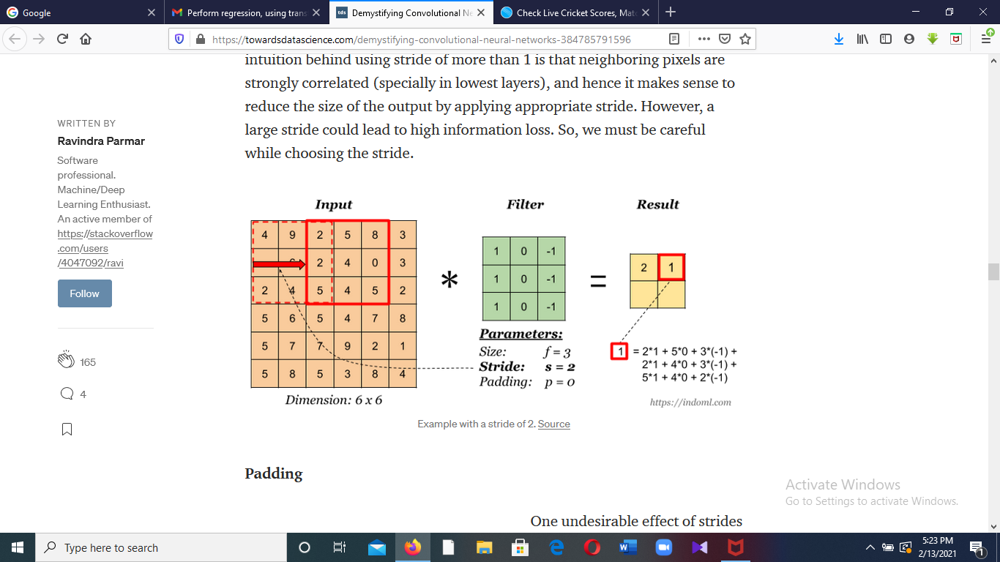 Google
Perform regression, using trans
Demystifying Convolutional Ne
Check Live Cricket Scores, Matc
https://towardsdatascience.com/demystifying-convolutional-neural-networks-384785791596
intuition behind using stride of more than 1 is that neighboring pixels are
strongly correlated (specially in lowest layers), and hence it makes sense to
reduce the size of the output by applying appropriate stride. However, a
large stride could lead to high information loss. So, we must be careful
while choosing the stride.
WRITTEN BY
Ravindra Parmar
Software
professional.
Machine/Deep
Learning Enthusiast.
An active member of
https://stackoverflow
.com/users
/4047092/ravi
Follow
165
4
Input
4 9 2 5 8 3
2 4 0 3
2 4 5 4 5 2
5 6 5 4 7 8
5 7 7 9 2 1
5 8 5 3 8 4
Dimension: 6 x 6
*
Filter
1 0 -1
1 0 -1
1 0 -1
Parameters:
Size: f = 3
Stride: s = 2
Padding: p = 0
=
Result
2 1
1 = 2*1 + 5*0 + 3*(-1) +
2*1 + 4*0 + 3*(-1) +
5*1 + 4*0 + 2*(-1)
https://indoml.com
Example with a stride of 2. Source
Padding
One undesirable effect of strides
Activate Windows
Go to Settings to activate Windows.
Type here to search
5:23 PM
2/13/2021
1